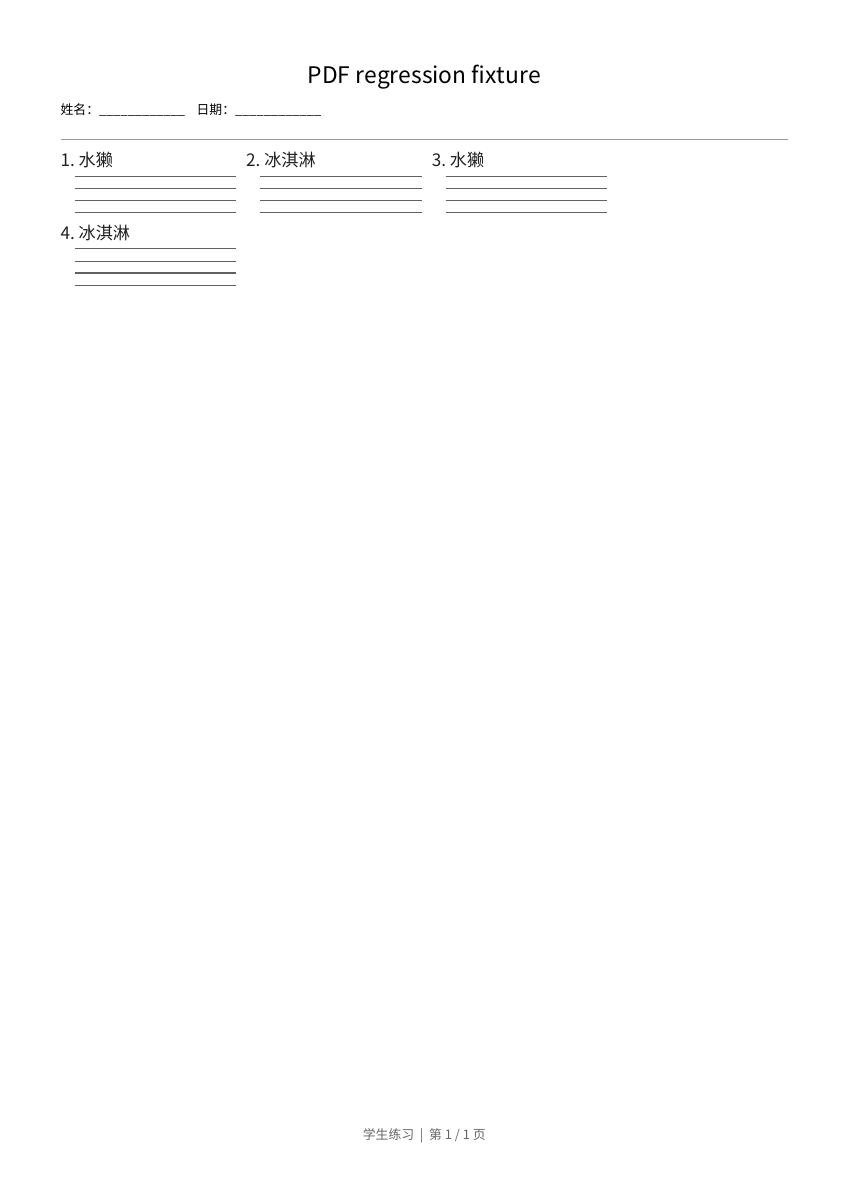 PDF regression fixture
姓名：____________ 日期：____________
1. 水獭 2. 冰淇淋 3. 水獭
4. 冰淇淋
学生练习｜第 1 / 1 页